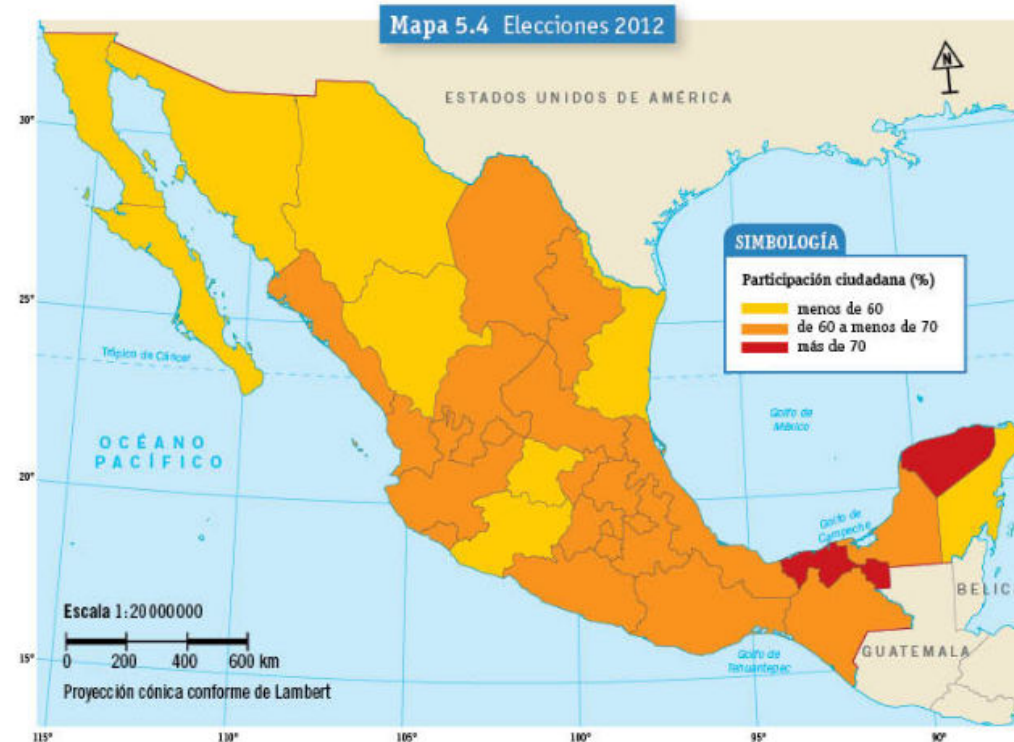 Mapa 5.4 Elecciones 2012
N
ESTADOS UNIDOS DE AMÉRICA
30°
SIMBOLOGÍA
Participación ciudadana (%)
menos de 60
de 60 a menos de 70
más de 70
25°
Trópico de Cáncer
Golfo de
México
OCÉANO
PACÍFICO
20°
Golfo de
Campeche
BELIC
Escala 1:20 000 000
0 200 400 600 km
GUATEMALA
Golfo de
Tehuantepec
15°
Proyección cónica conforme de Lambert
115° 110° 105° 100° 95° 90°